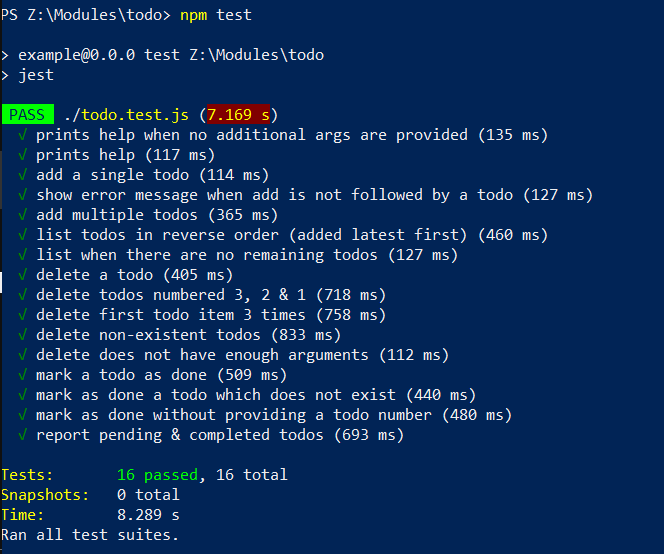 PS Z:\Modules\todo> npm test
> example@0.0.0 test Z:\Modules\todo
> jest
PASS ./todo.test.js (7.169 s)
√ prints help when no additional args are provided (135 ms)
√ prints help (117 ms)
√ add a single todo (114 ms)
√ show error message when add is not followed by a todo (127 ms)
√ add multiple todos (365 ms)
√ list todos in reverse order (added latest first) (460 ms)
√ list when there are no remaining todos (127 ms)
√ delete a todo (405 ms)
√ delete todos numbered 3, 2 & 1 (718 ms)
√ delete first todo item 3 times (758 ms)
√ delete non-existent todos (833 ms)
√ delete does not have enough arguments (112 ms)
√ mark a todo as done (509 ms)
√ mark as done a todo which does not exist (440 ms)
√ mark as done without providing a todo number (480 ms)
√ report pending & completed todos (693 ms)
Tests: 16 passed, 16 total
Snapshots: 0 total
Time: 8.289 s
Ran all test suites.